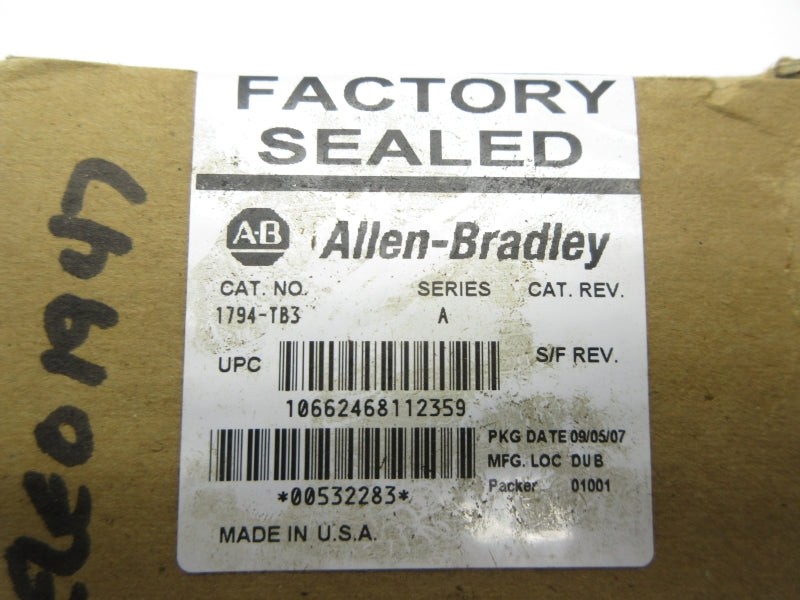 FACTORY
SEALED
A-B Allen-Bradley
CAT. NO. SERIES CAT. REV.
1794-TB3 A
UPC S/F REV.
10662468112359
PKG DATE 09/05/07
MFG. LOC DUB
Packer 01001
*00532283*
MADE IN U.S.A.